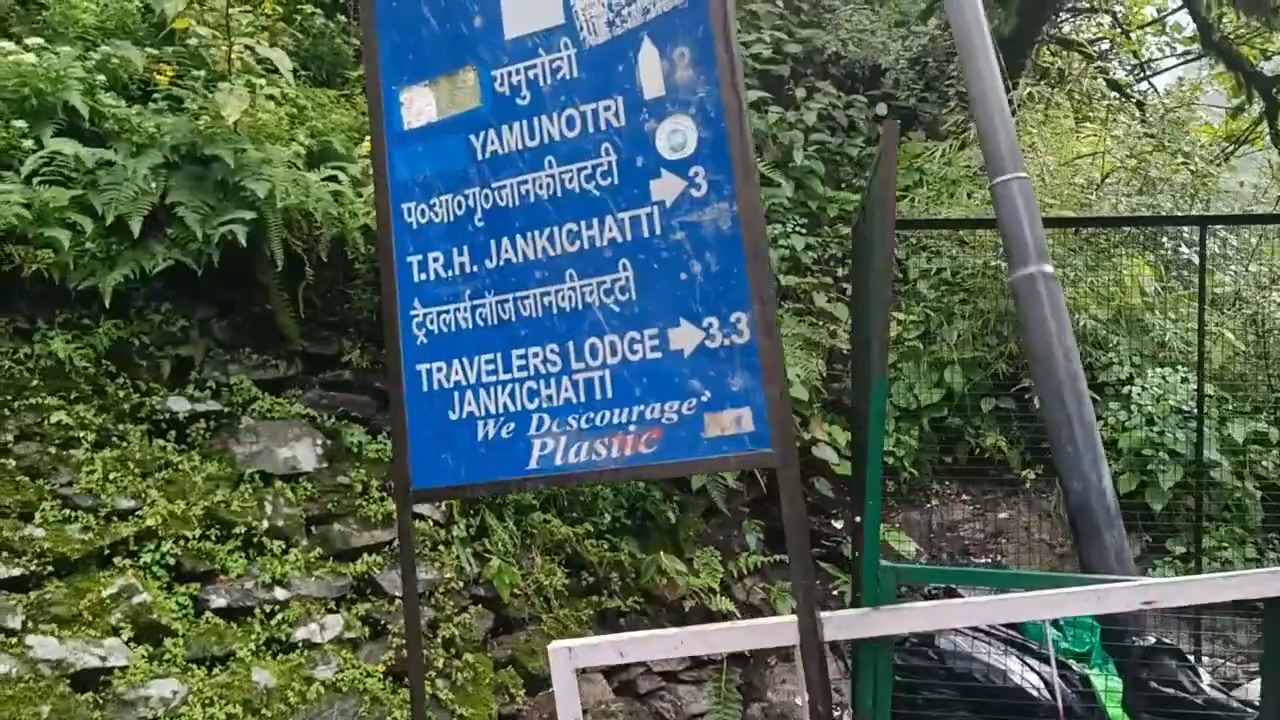 यमुनोत्री 2
YAMUNOTRI
प०आ०गृ०जानकीचट्टी 3
T.R.H. JANKICHATTI
ट्रैवलर्स लॉज जानकीचट्टी
TRAVELERS LODGE 3.3
JANKICHATTI
We Descourage
Plastic